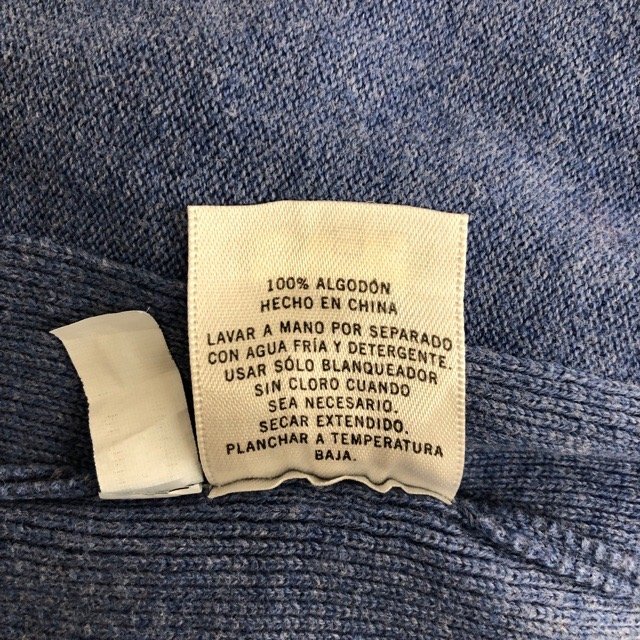 100% ALGODÓN
HECHO EN CHINA
LAVAR A MANO POR SEPARADO
CON AGUA FRÍA Y DETERGENTE.
USAR SÓLO BLANQUEADOR
SIN CLORO CUANDO
SEA NECESARIO.
SECAR EXTENDIDO.
PLANCHAR A TEMPERATURA
BAJA.